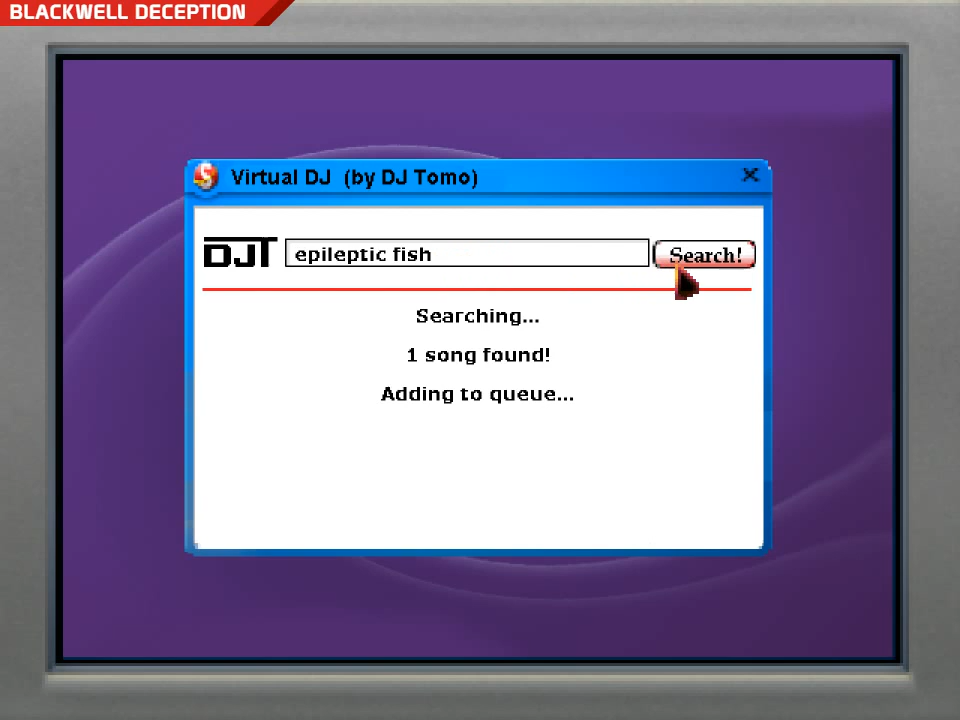 BLACKWELL DECEPTION
Virtual DJ (by DJ Tomo)
DJT epileptic fish Search!
Searching...
1 song found!
Adding to queue...